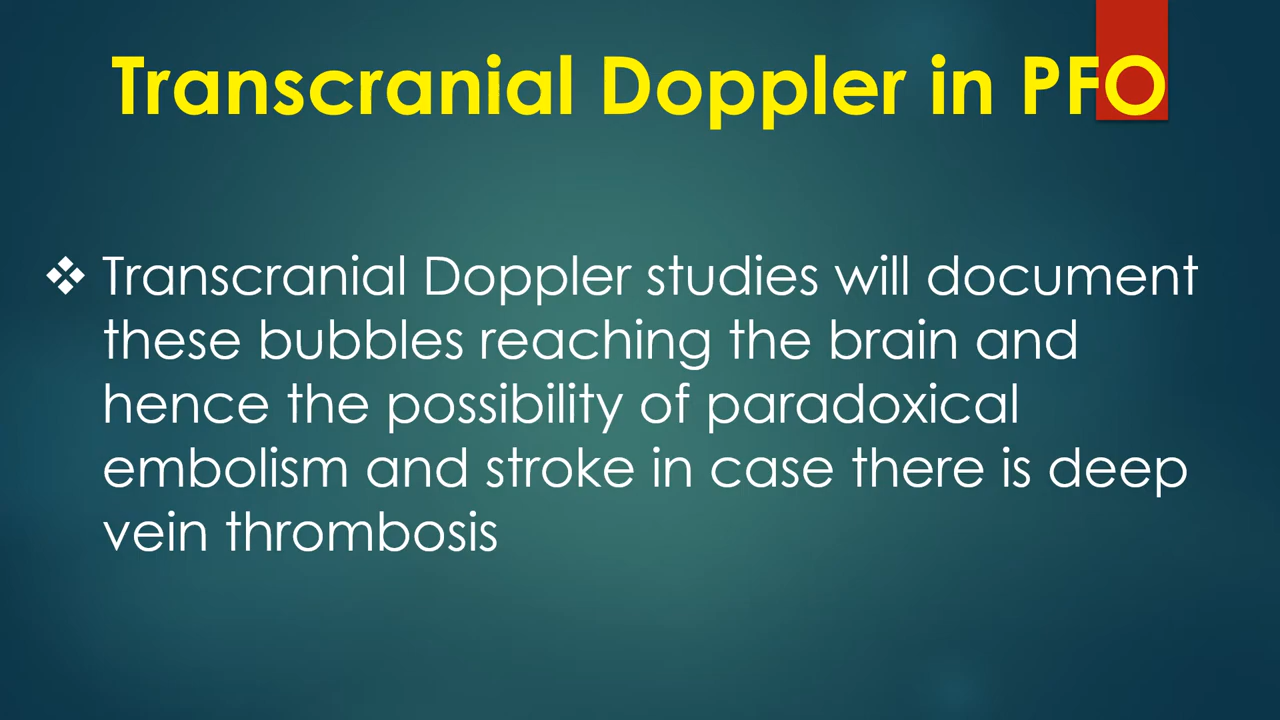 Transcranial Doppler in PFO
❖ Transcranial Doppler studies will document
these bubbles reaching the brain and
hence the possibility of paradoxical
embolism and stroke in case there is deep
vein thrombosis